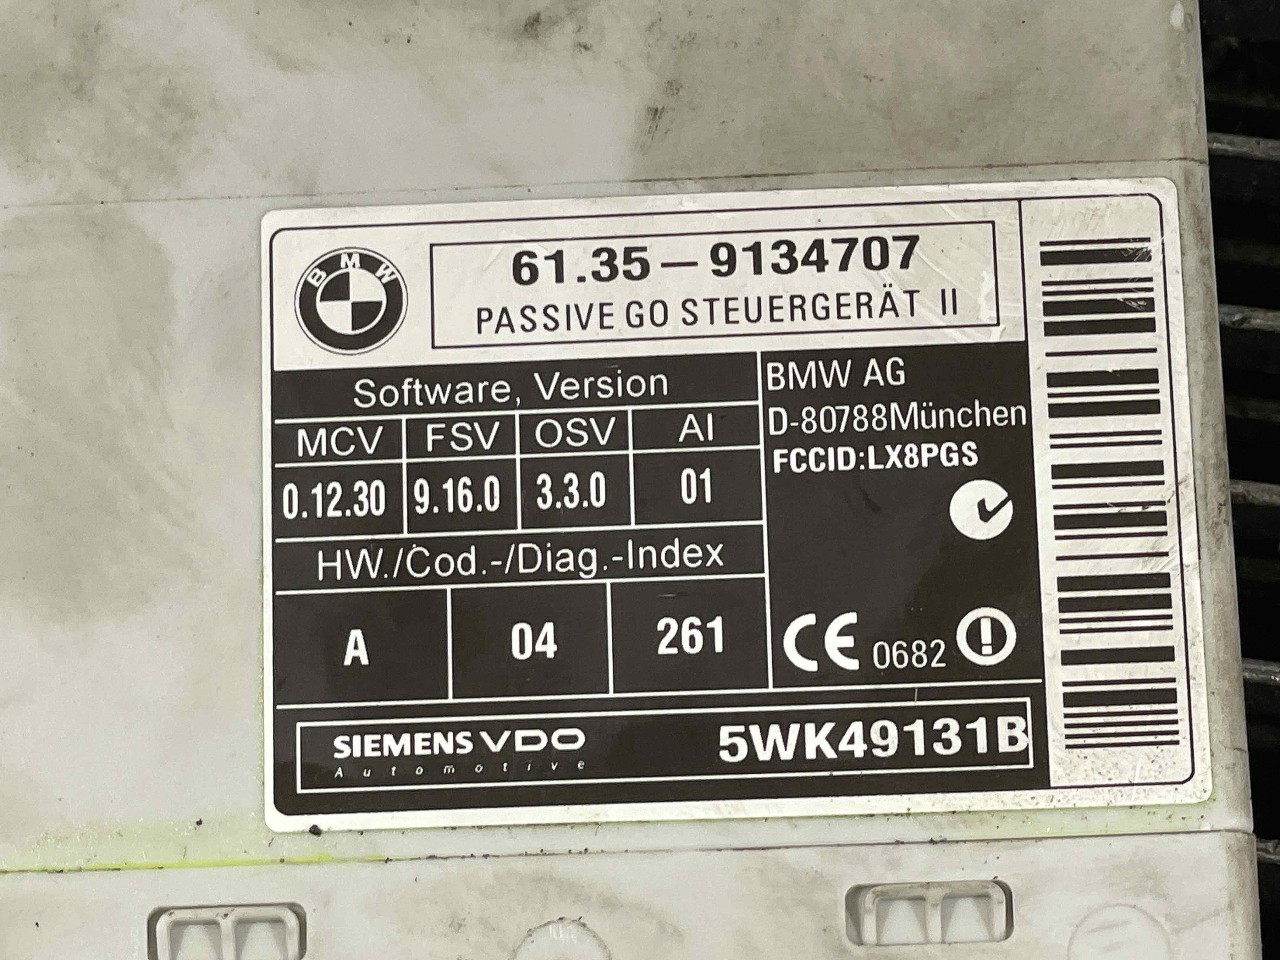 BMW
61.35-9134707
PASSIVE GO STEUERGERÄT II
Software, Version
MCV FSV OSV AI
0.12.30 9.16.0 3.3.0 01
HW./Cod.-/Diag.-Index
A 04 261
BMW AG
D-80788München
FCCID:LX8PGS
CE 0682
SIEMENS VDO
Automotive
5WK49131B